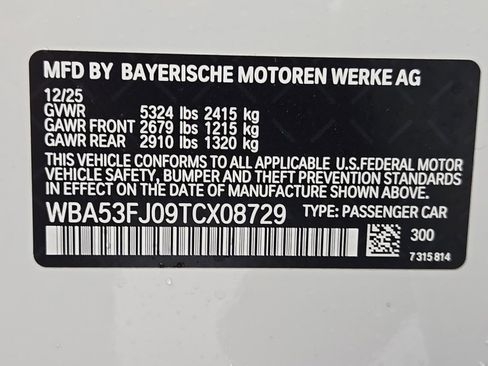 MFD BY BAYERISCHE MOTOREN WERKE AG
12/25
GVWR 5324 lbs 2415 kg
GAWR FRONT 2679 lbs 1215 kg
GAWR REAR 2910 lbs 1320 kg
THIS VEHICLE CONFORMS TO ALL APPLICABLE U.S.FEDERAL MOTOR
VEHICLE SAFETY, BUMPER AND THEFT PREVENTION STANDARDS
IN EFFECT ON THE DATE OF MANUFACTURE SHOWN ABOVE.
WBA53FJ09TCX08729 TYPE: PASSENGER CAR
300
7 315 814